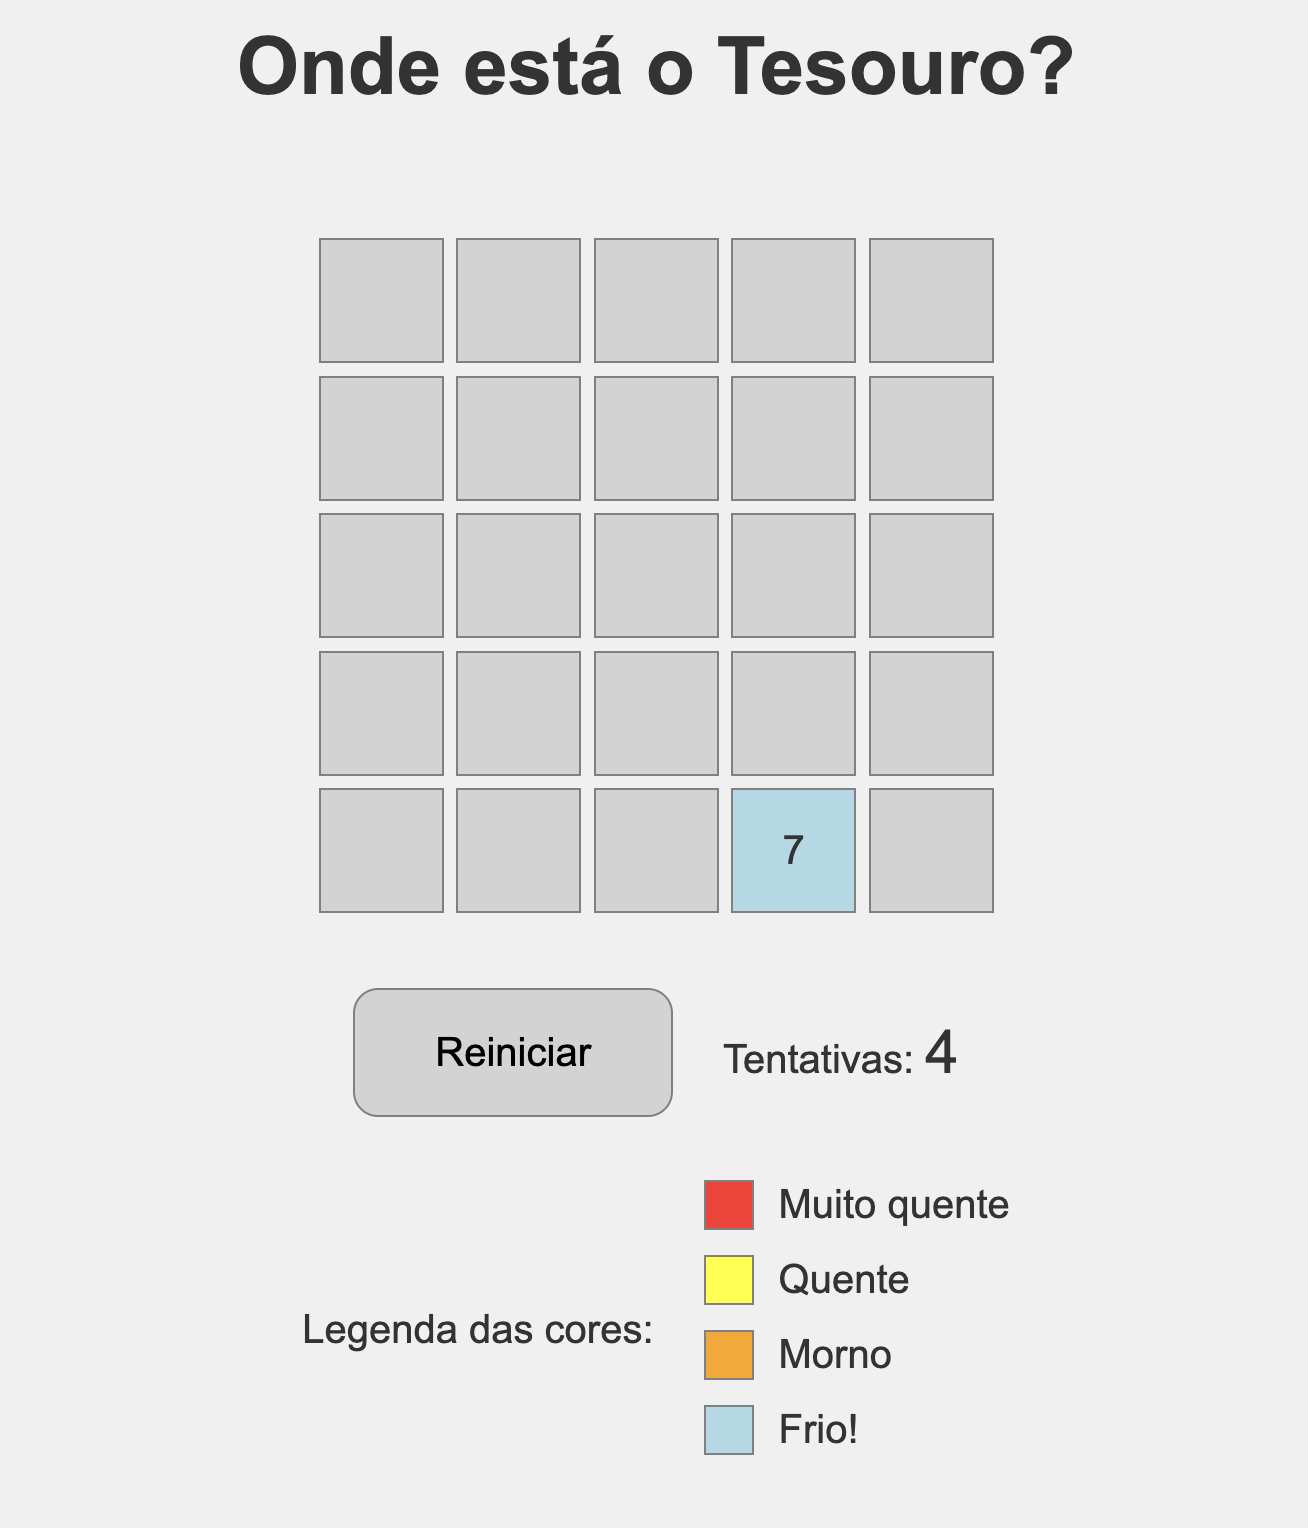 Onde está o Tesouro?
7
Reiniciar
Tentativas: 4
Legenda das cores:
Muito quente
Quente
Morno
Frio!